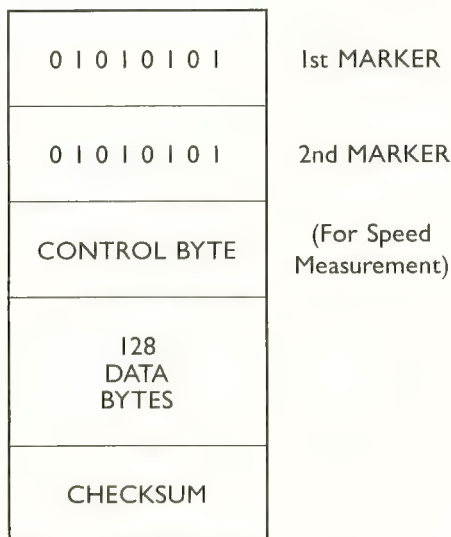 0 1 0 1 0 1 0 1
1st MARKER
0 1 0 1 0 1 0 1
2nd MARKER
CONTROL BYTE
(For Speed
Measurement)
128
DATA
BYTES
CHECKSUM